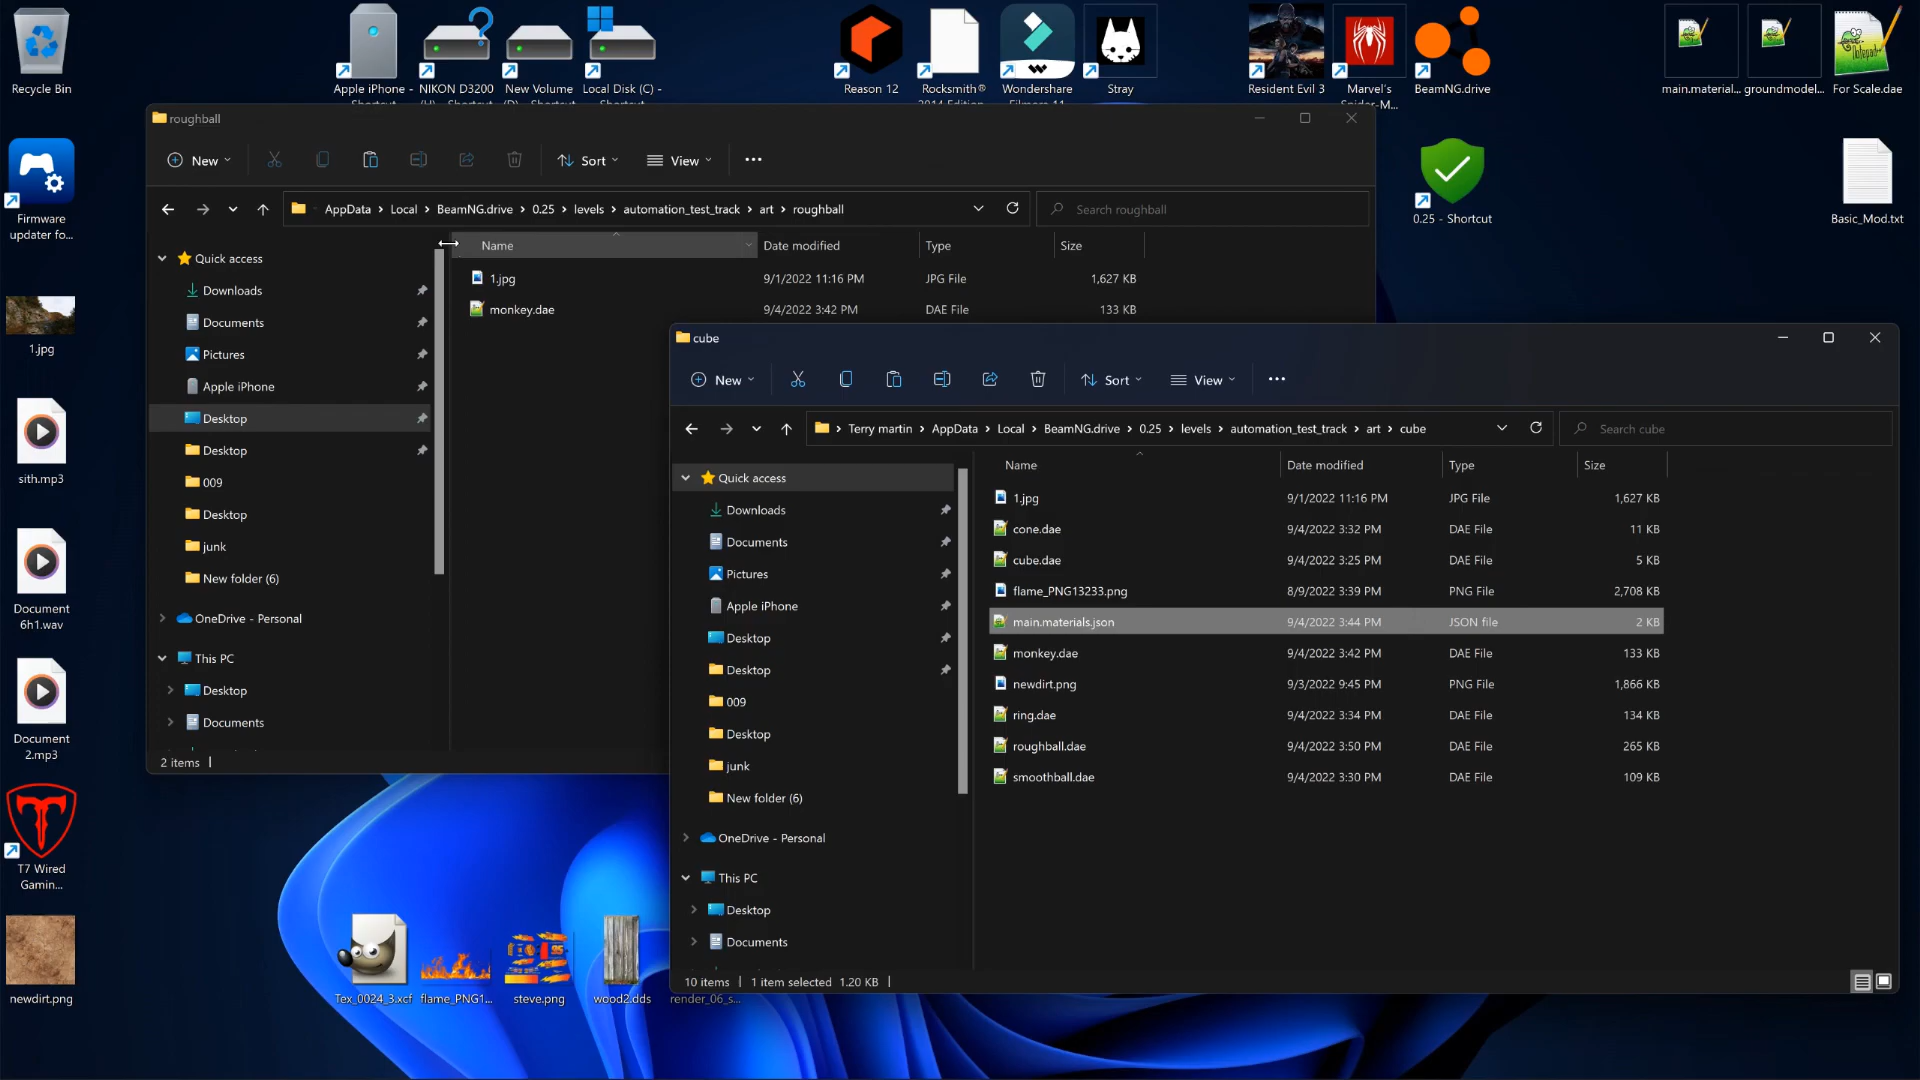 Recycle Bin
Apple iPhone - Shortcut
NIKON D3200 (H) - Shortcut
New Volume (D) - Shortcut
Local Disk (C) - Shortcut
Reason 12
Rocksmith® 2014 Edition
Wondershare Filmora 11
Stray
Resident Evil 3
Marvel's Spider-M...
BeamNG.drive
main.material...
groundmodel...
For Scale.dae
Firmware updater fo...
1.jpg
sith.mp3
Document 6h1.wav
Document 2.mp3
T7 Wired Gamin...
newdirt.png
0.25 - Shortcut
Basic_Mod.txt
roughball
New
Sort
View
AppData > Local > BeamNG.drive > 0.25 > levels > automation_test_track > art > roughball
Search roughball
Name Date modified Type Size
1.jpg 9/1/2022 11:16 PM JPG File 1,627 KB
monkey.dae 9/4/2022 3:42 PM DAE File 133 KB
Quick access
Downloads
Documents
Pictures
Apple iPhone
Desktop
Desktop
009
Desktop
junk
New folder (6)
OneDrive - Personal
This PC
Desktop
Documents
2 items
cube
New
Sort
View
Terry martin > AppData > Local > BeamNG.drive > 0.25 > levels > automation_test_track > art > cube
Search cube
Name Date modified Type Size
1.jpg 9/1/2022 11:16 PM JPG File 1,627 KB
cone.dae 9/4/2022 3:32 PM DAE File 11 KB
cube.dae 9/4/2022 3:25 PM DAE File 5 KB
flame_PNG13233.png 8/9/2022 3:39 PM PNG File 2,708 KB
main.materials.json 9/4/2022 3:44 PM JSON file 2 KB
monkey.dae 9/4/2022 3:42 PM DAE File 133 KB
newdirt.png 9/3/2022 9:45 PM PNG File 1,866 KB
ring.dae 9/4/2022 3:34 PM DAE File 134 KB
roughball.dae 9/4/2022 3:50 PM DAE File 265 KB
smoothball.dae 9/4/2022 3:30 PM DAE File 109 KB
Quick access
Downloads
Documents
Pictures
Apple iPhone
Desktop
Desktop
009
Desktop
junk
New folder (6)
OneDrive - Personal
This PC
Desktop
Documents
10 items 1 item selected 1.20 KB
Tex_0024_3.xcf
flame_PNG1...
steve.png
wood2.dds
render_06_s...